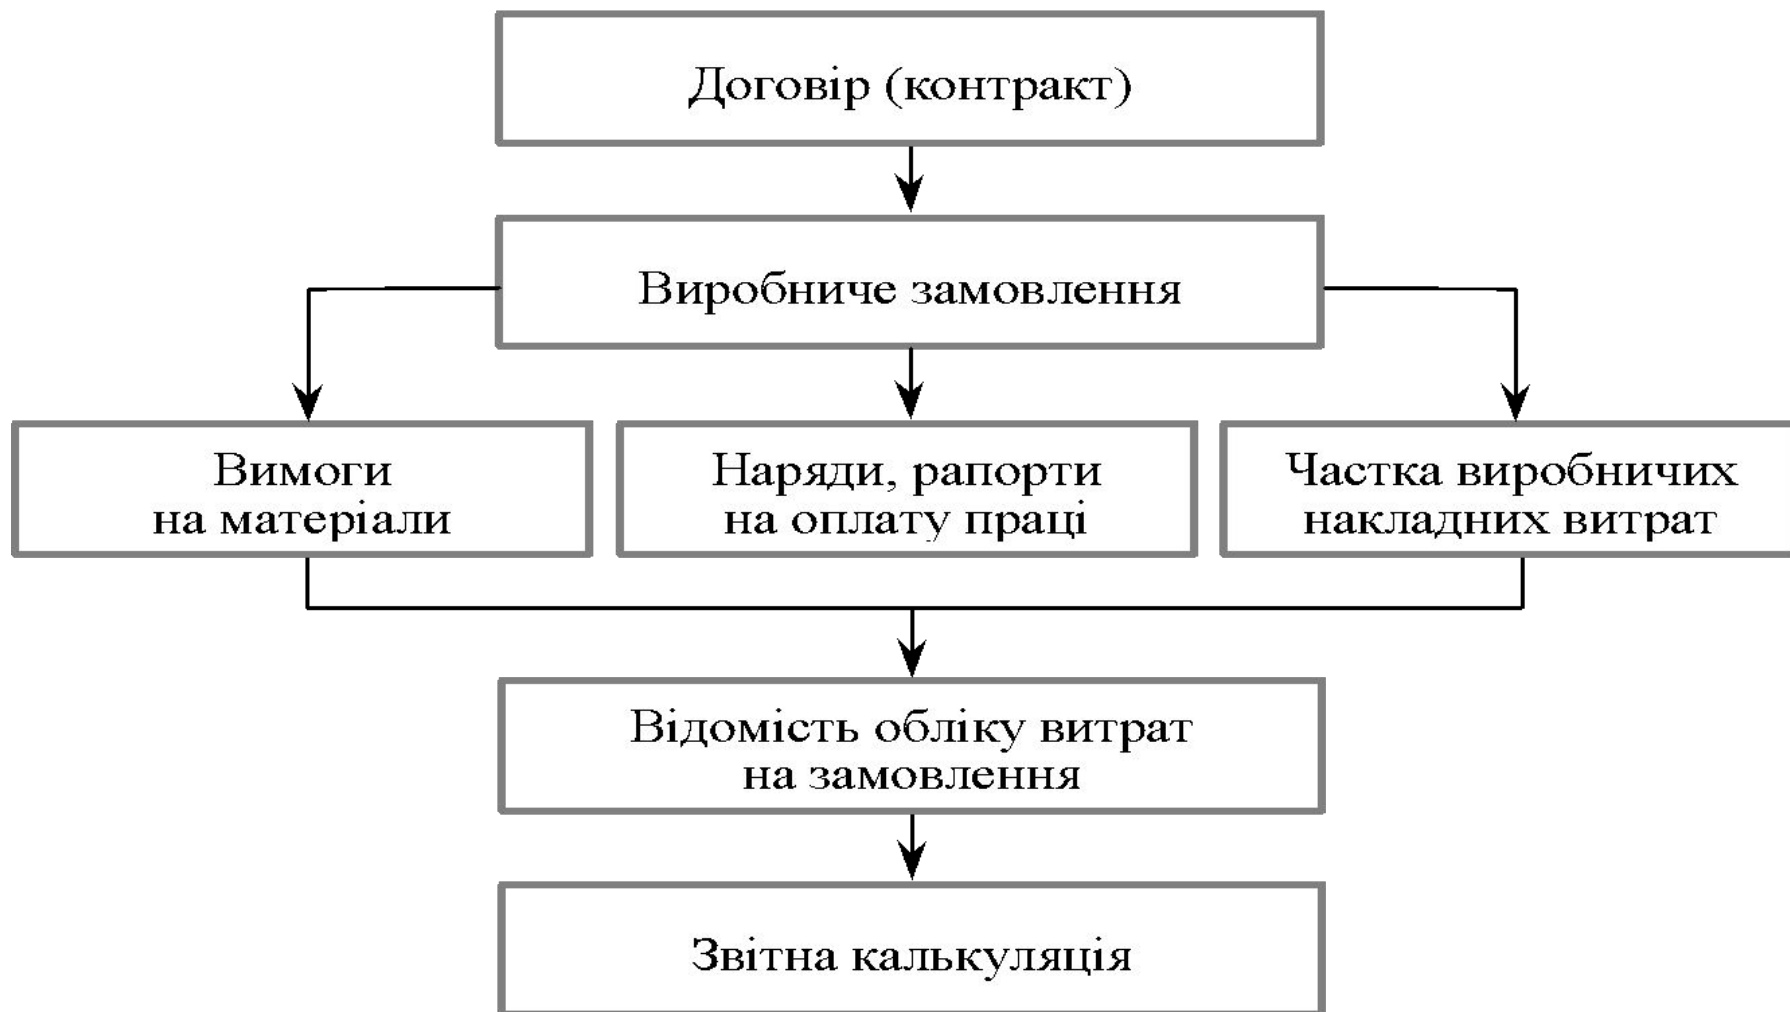 Договір (контракт)
Виробниче замовлення
Вимоги
на матеріали
Наряди, рапорти
на оплату праці
Частка виробничих
накладних витрат
Відомість обліку витрат
на замовлення
Звітна калькуляція